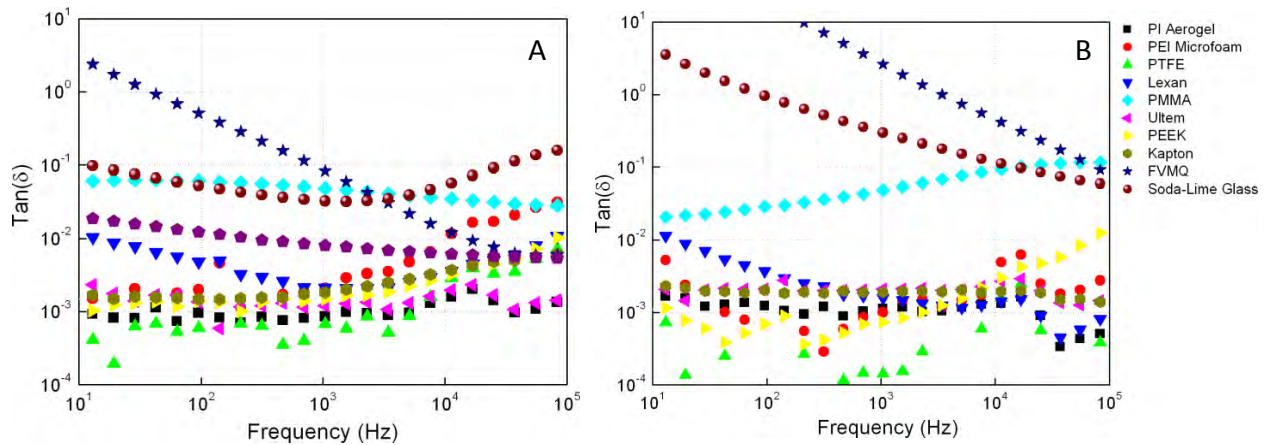 A
Tan(δ)
10¹
10⁰
10⁻¹
10⁻²
10⁻³
10⁻⁴
10¹
10²
10³
10⁴
10⁵
Frequency (Hz)
B
Tan(δ)
10¹
10⁰
10⁻¹
10⁻²
10⁻³
10⁻⁴
10¹
10²
10³
10⁴
10⁵
Frequency (Hz)
PI Aerogel
PEI Microfoam
PTFE
Lexan
PMMA
Ultem
PEEK
Kapton
FVMQ
Soda-Lime Glass